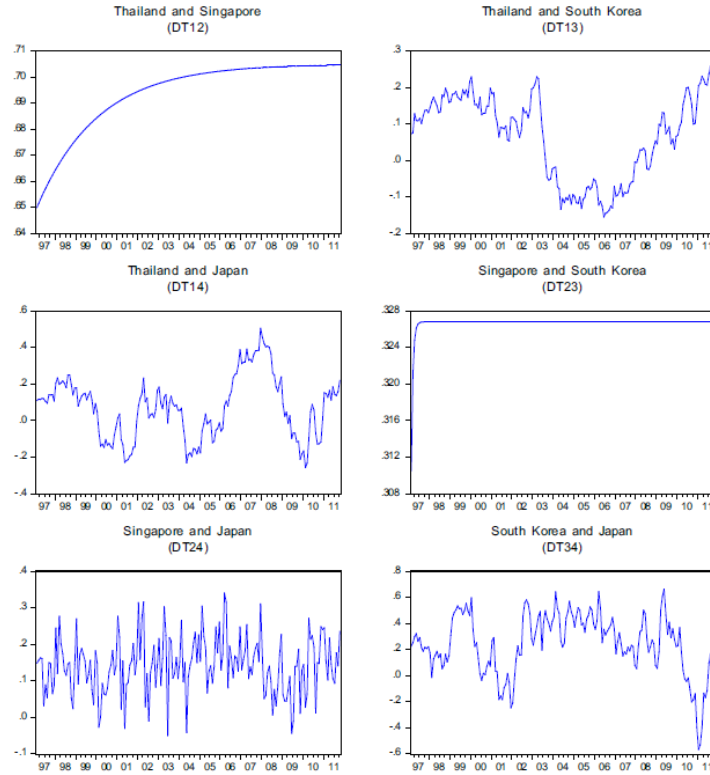 Thailand and Singapore
(DT12)
.71
.70
.69
.68
.67
.66
.65
.64
97 98 99 00 01 02 03 04 05 06 07 08 09 10 11
Thailand and South Korea
(DT13)
.3
.2
.1
.0
-.1
-.2
97 98 99 00 01 02 03 04 05 06 07 08 09 10 11
Thailand and Japan
(DT14)
.6
.4
.2
.0
-.2
-.4
97 98 99 00 01 02 03 04 05 06 07 08 09 10 11
Singapore and South Korea
(DT23)
.328
.324
.320
.316
.312
.308
97 98 99 00 01 02 03 04 05 06 07 08 09 10 11
Singapore and Japan
(DT24)
.4
.3
.2
.1
.0
-.1
97 98 99 00 01 02 03 04 05 06 07 08 09 10 11
South Korea and Japan
(DT34)
.8
.6
.4
.2
.0
-.2
-.4
-.6
97 98 99 00 01 02 03 04 05 06 07 08 09 10 11